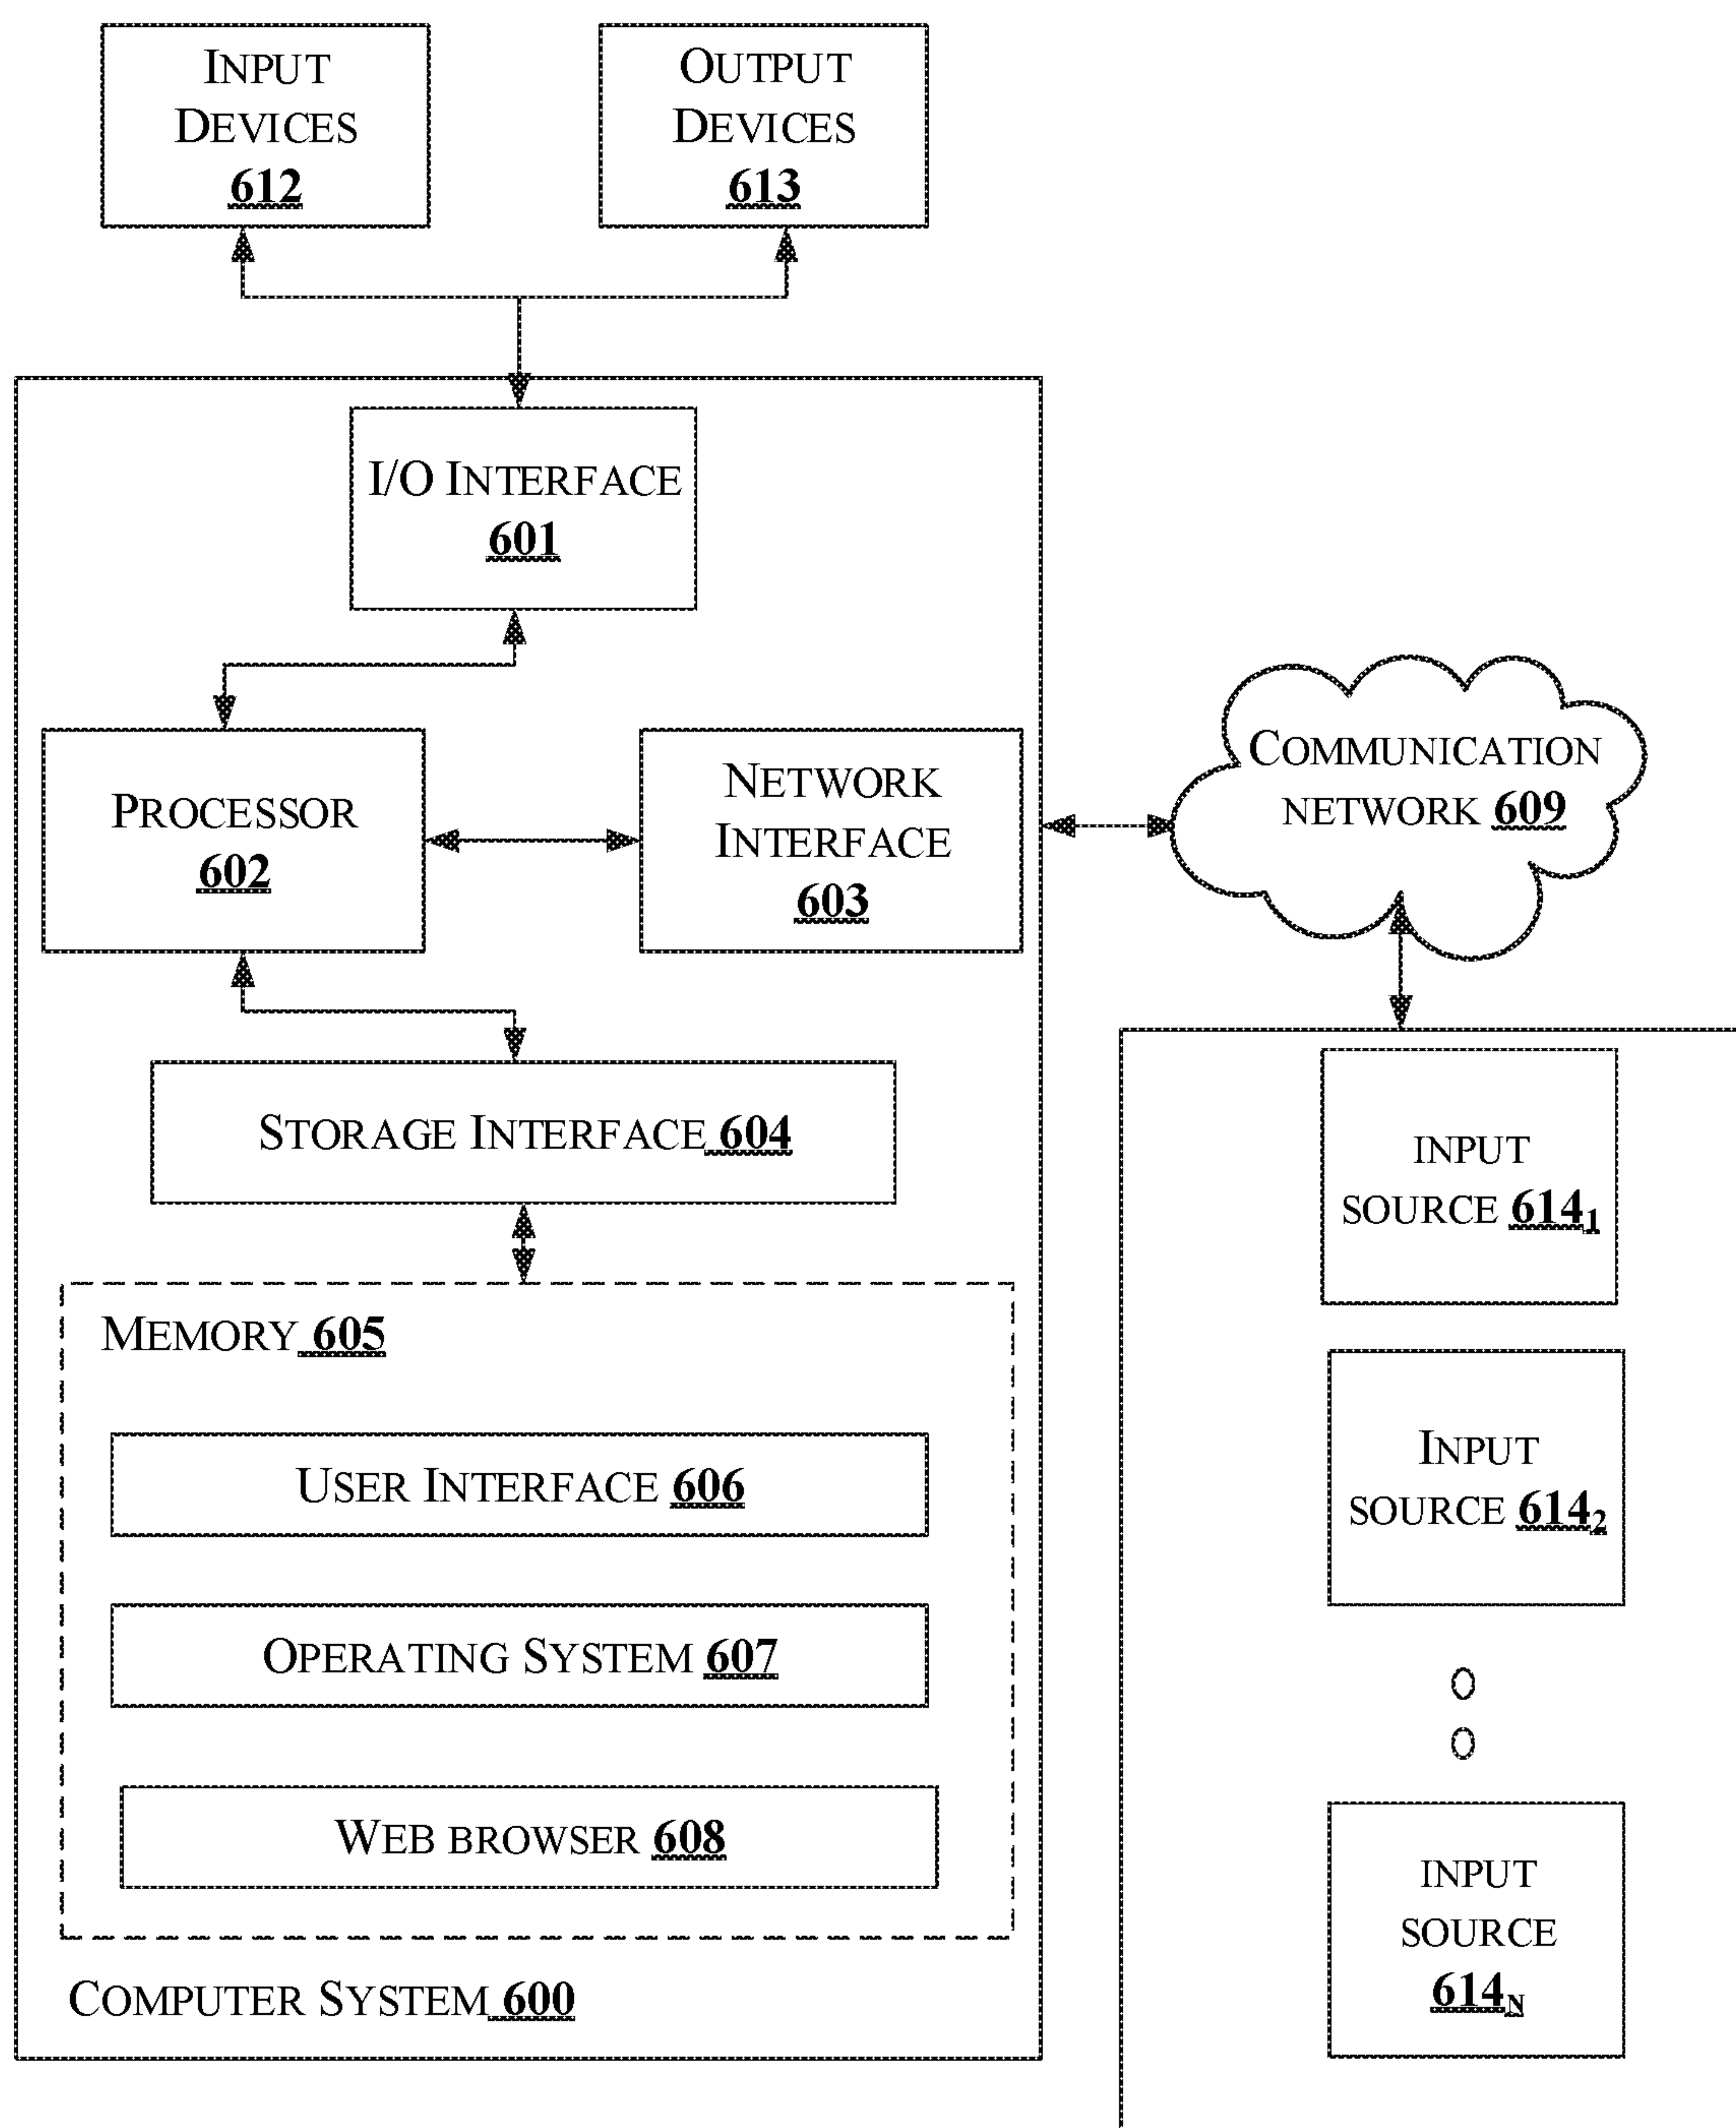 INPUT
DEVICES
612
OUTPUT
DEVICES
613
I/O INTERFACE
601
PROCESSOR
602
NETWORK
INTERFACE
603
COMMUNICATION
NETWORK 609
STORAGE INTERFACE 604
MEMORY 605
USER INTERFACE 606
OPERATING SYSTEM 607
WEB BROWSER 608
COMPUTER SYSTEM 600
INPUT
SOURCE 614₁
INPUT
SOURCE 614₂
INPUT
SOURCE
614N